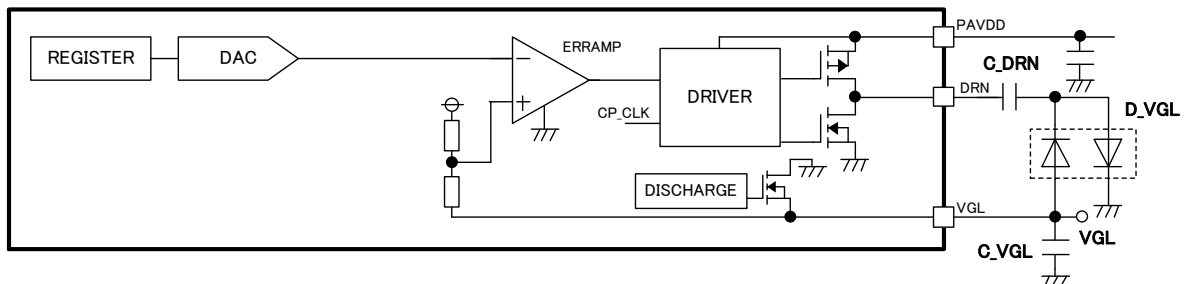 PAVDD
ERRAMP
REGISTER
DAC
C_DRN
DRIVER
DRN
CP_CLK
D_VGL
DISCHARGE
VGL
VGL
C_VGL